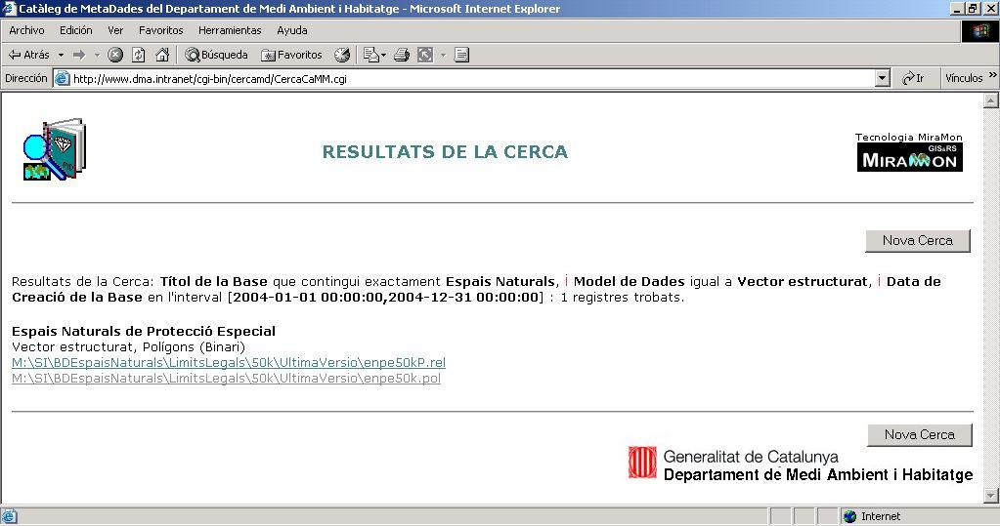 Catàleg de MetaDades del Departament de Medi Ambient i Habitatge - Microsoft Internet Explorer
Archivo Edición Ver Favoritos Herramientas Ayuda
Atrás Búsqueda Favoritos
Dirección http://www.dma.intranet/cgi-bin/cercamd/CercaCaMM.cgi Ir Vínculos »
MD
RESULTATS DE LA CERCA
Tecnologia MiraMon
GIS&RS
MIRAMON
Nova Cerca
Resultats de la Cerca: Títol de la Base que contingui exactament Espais Naturals, i Model de Dades igual a Vector estructurat, i Data de
Creació de la Base en l'interval [2004-01-01 00:00:00,2004-12-31 00:00:00] : 1 registres trobats.
Espais Naturals de Protecció Especial
Vector estructurat, Polígons (Binari)
M:\SI\BDEspaisNaturals\LimitsLegals\50k\UltimaVersio\enpe50kP.rel
M:\SI\BDEspaisNaturals\LimitsLegals\50k\UltimaVersio\enpe50k.pol
Nova Cerca
Generalitat de Catalunya
Departament de Medi Ambient i Habitatge
Internet